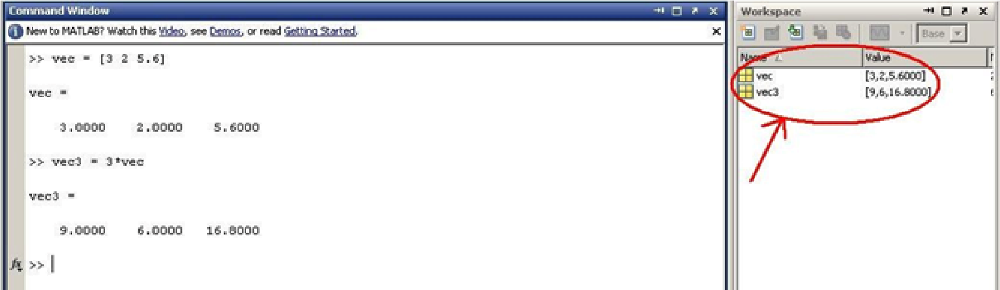 Command Window
New to MATLAB? Watch this Video, see Demos, or read Getting Started.
>> vec = [3 2 5.6]
vec =
3.0000 2.0000 5.6000
>> vec3 = 3*vec
vec3 =
9.0000 6.0000 16.8000
fx >>
Workspace
Base
Name Value
vec [3,2,5.6000]
vec3 [9,6,16.8000]